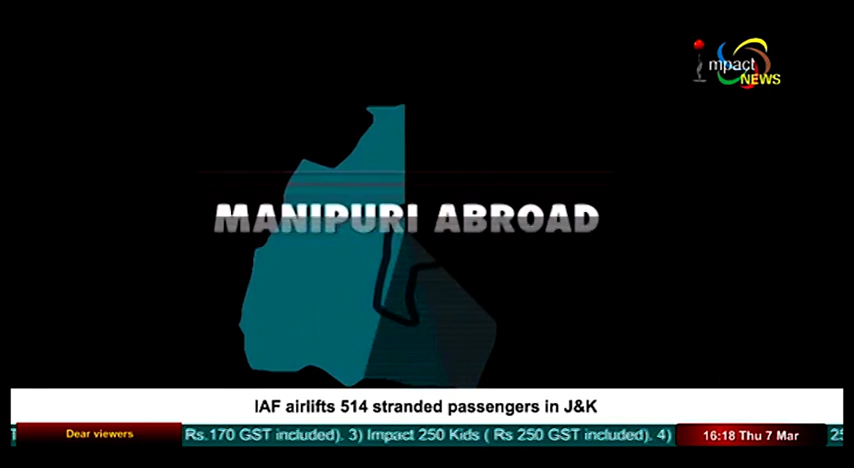 mpact
NEWS
MANIPURI ABROAD
IAF airlifts 514 stranded passengers in J&K
Dear viewers
Rs.170 GST included). 3) Impact 250 Kids ( Rs 250 GST included). 4)
16:18 Thu 7 Mar